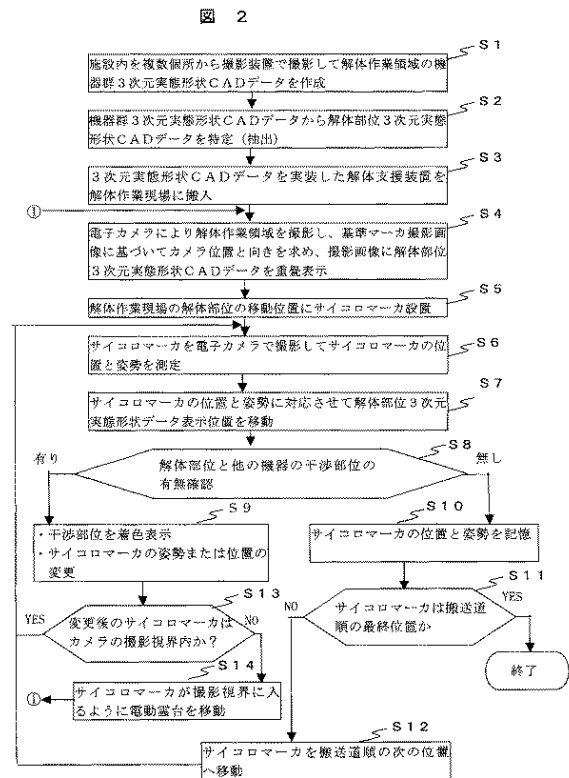 図 2
S1
施設内を複数個所から撮影装置で撮影して解体作業領域の機
器群3次元実態形状CADデータを作成
S2
機器群3次元実態形状CADデータから解体部位3次元実態
形状CADデータを特定(抽出)
S3
3次元実態形状CADデータを実装した解体支援装置を
解体作業現場に搬入
①
S4
電子カメラにより解体作業領域を撮影し、基準マーカ撮影画
像に基づいてカメラ位置と向きを求め、撮影画像に解体部位
3次元実態形状CADデータを重畳表示
S5
解体作業現場の解体部位の移動位置にサイコロマーカ設置
S6
サイコロマーカを電子カメラで撮影してサイコロマーカの位
置と姿勢を測定
S7
サイコロマーカの位置と姿勢に対応させて解体部位3次元
実態形状データ表示位置を移動
S8
有り
無し
解体部位と他の機器の干渉部位の
有無確認
S9
・干渉部位を着色表示
・サイコロマーカの姿勢または位置の
変更
S10
サイコロマーカの位置と姿勢を記憶
S11
NO
YES
サイコロマーカは搬送道
順の最終位置か
終了
S13
YES
NO
変更後のサイコロマーカは
カメラの撮影視界内か?
S14
①
サイコロマーカが撮影視界に入
るように電動雲台を移動
S12
サイコロマーカを搬送道順の次の位置
へ移動